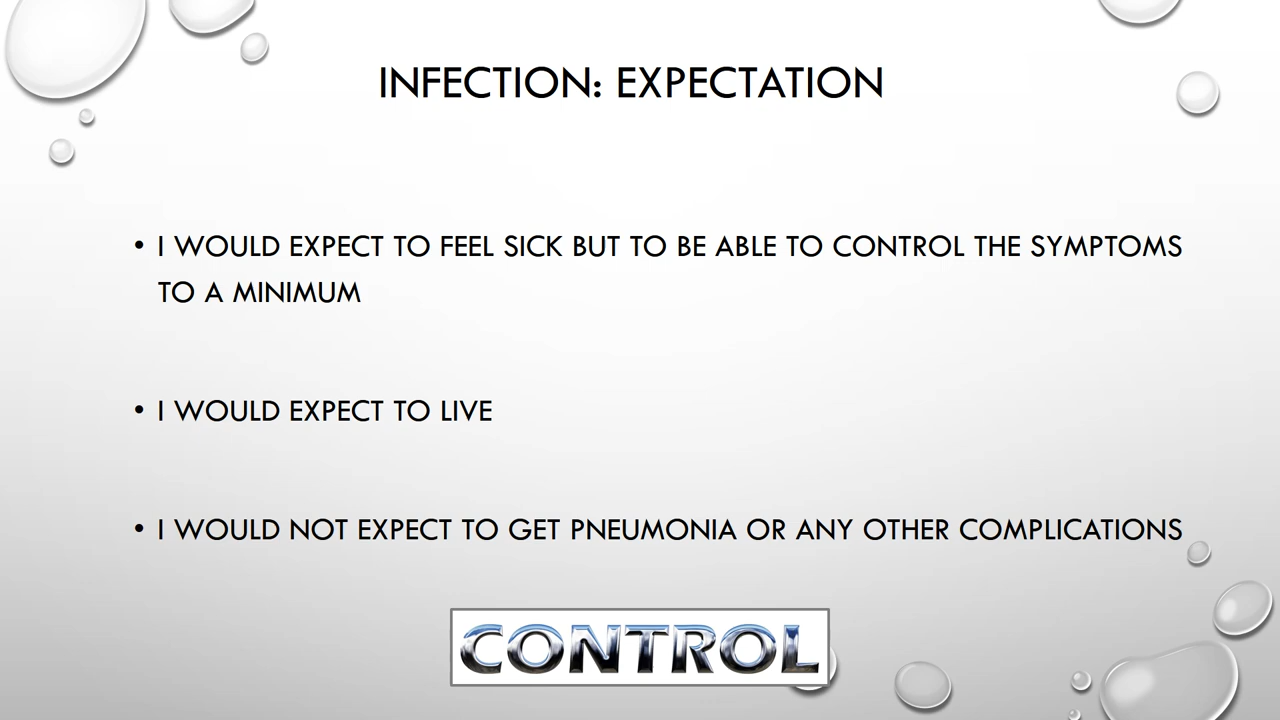 INFECTION: EXPECTATION
• I WOULD EXPECT TO FEEL SICK BUT TO BE ABLE TO CONTROL THE SYMPTOMS
TO A MINIMUM
• I WOULD EXPECT TO LIVE
• I WOULD NOT EXPECT TO GET PNEUMONIA OR ANY OTHER COMPLICATIONS
CONTROL